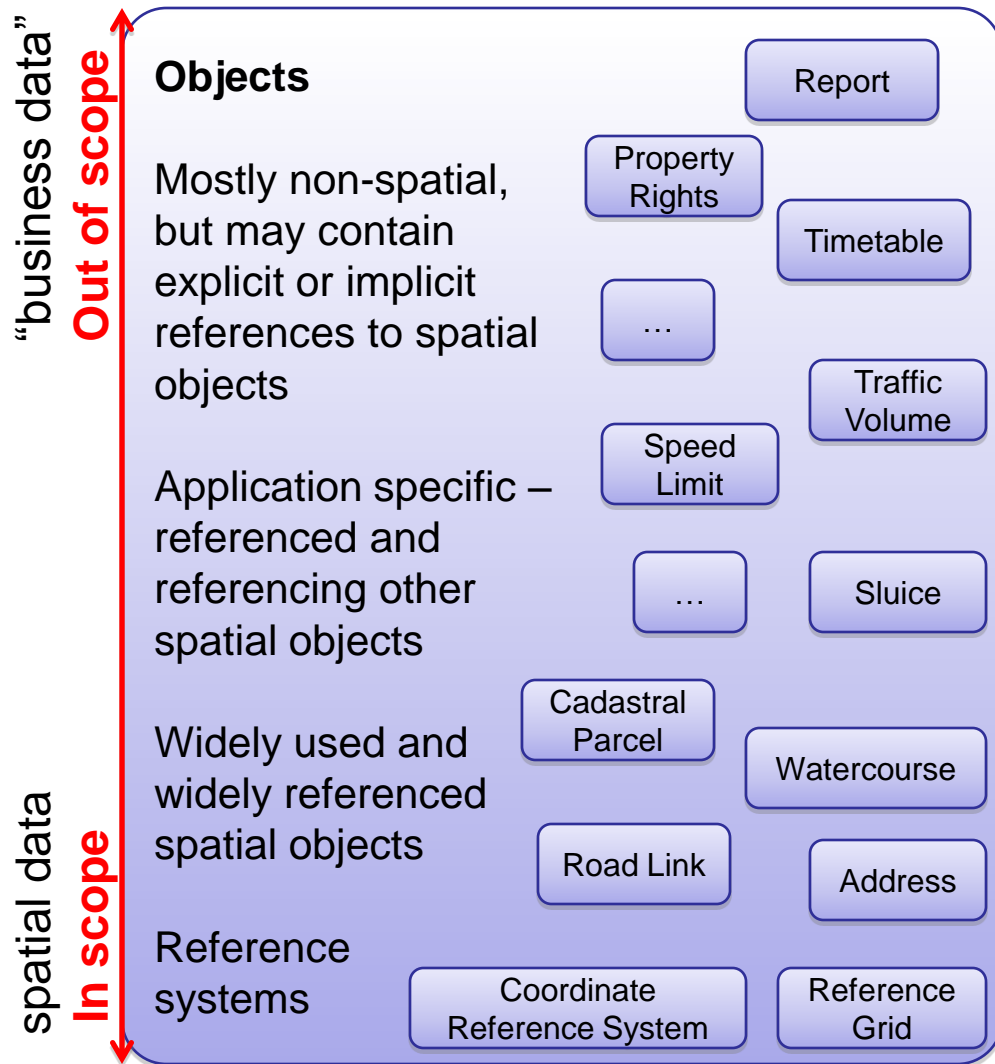 “business data”
Out of scope
spatial data
In scope
Objects
Mostly non-spatial,
but may contain
explicit or implicit
references to spatial
objects
Application specific –
referenced and
referencing other
spatial objects
Widely used and
widely referenced
spatial objects
Reference
systems
Report
Property
Rights
Timetable
...
Traffic
Volume
Speed
Limit
...
Sluice
Cadastral
Parcel
Watercourse
Road Link
Address
Coordinate
Reference System
Reference
Grid